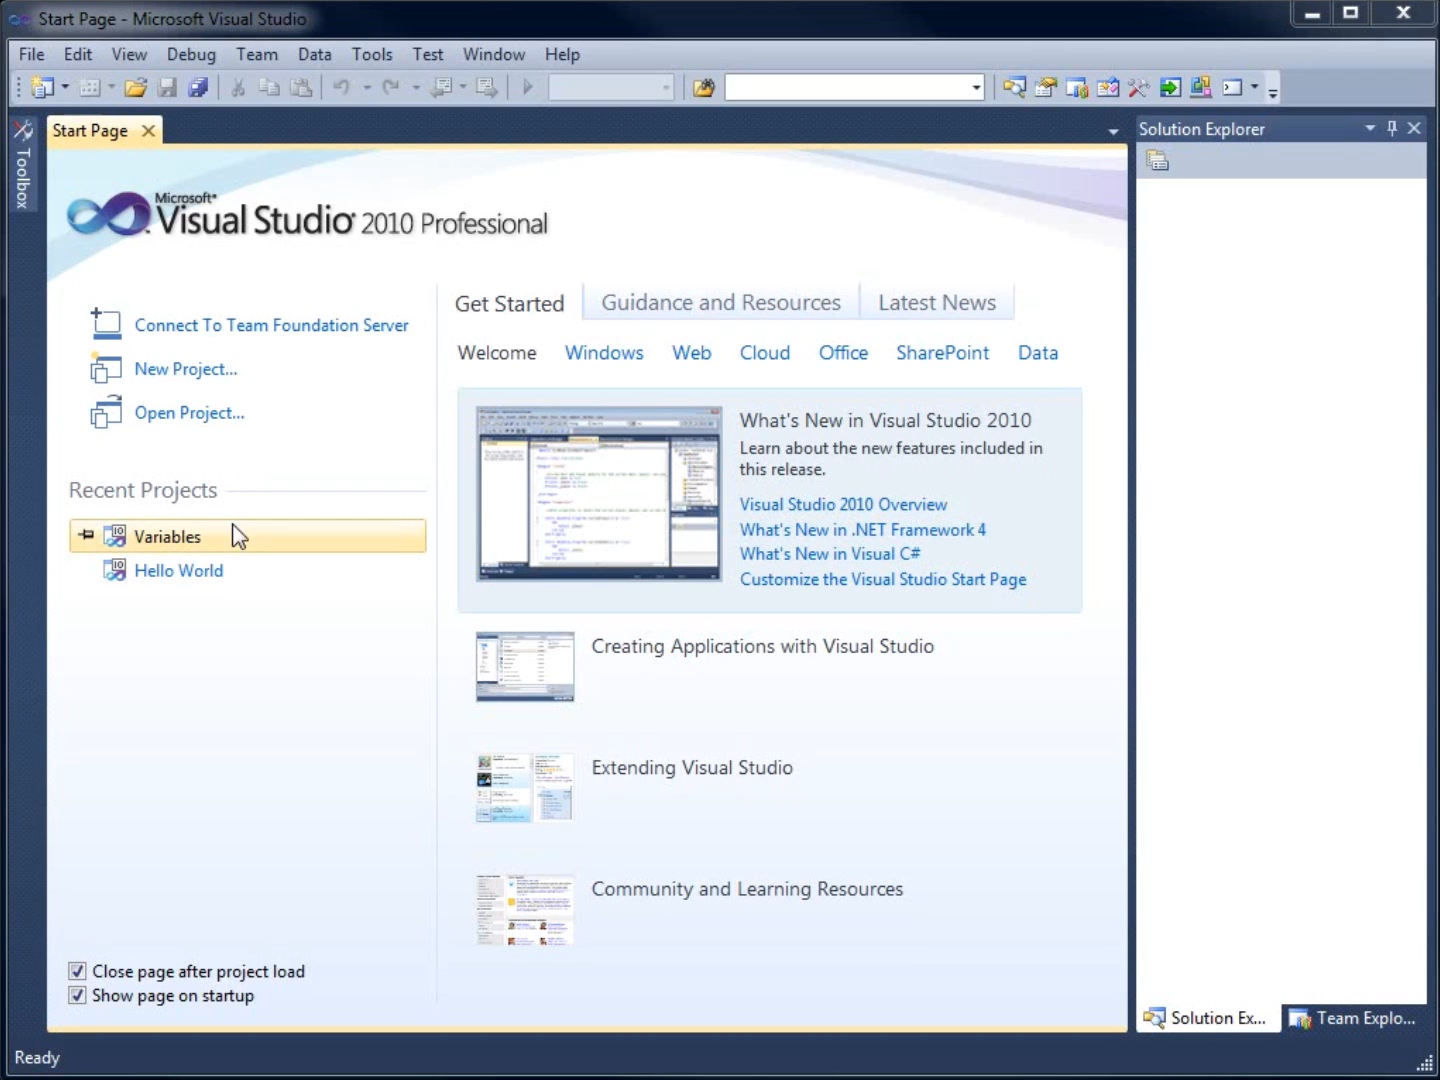 Start Page - Microsoft Visual Studio
File Edit View Debug Team Data Tools Test Window Help
Toolbox
Start Page
Solution Explorer
Microsoft®
Visual Studio® 2010 Professional
Connect To Team Foundation Server
New Project...
Open Project...
Recent Projects
Variables
Hello World
Get Started Guidance and Resources Latest News
Welcome Windows Web Cloud Office SharePoint Data
What's New in Visual Studio 2010
Learn about the new features included in
this release.
Visual Studio 2010 Overview
What's New in .NET Framework 4
What's New in Visual C#
Customize the Visual Studio Start Page
Creating Applications with Visual Studio
Extending Visual Studio
Community and Learning Resources
Close page after project load
Show page on startup
Solution Ex... Team Explo...
Ready